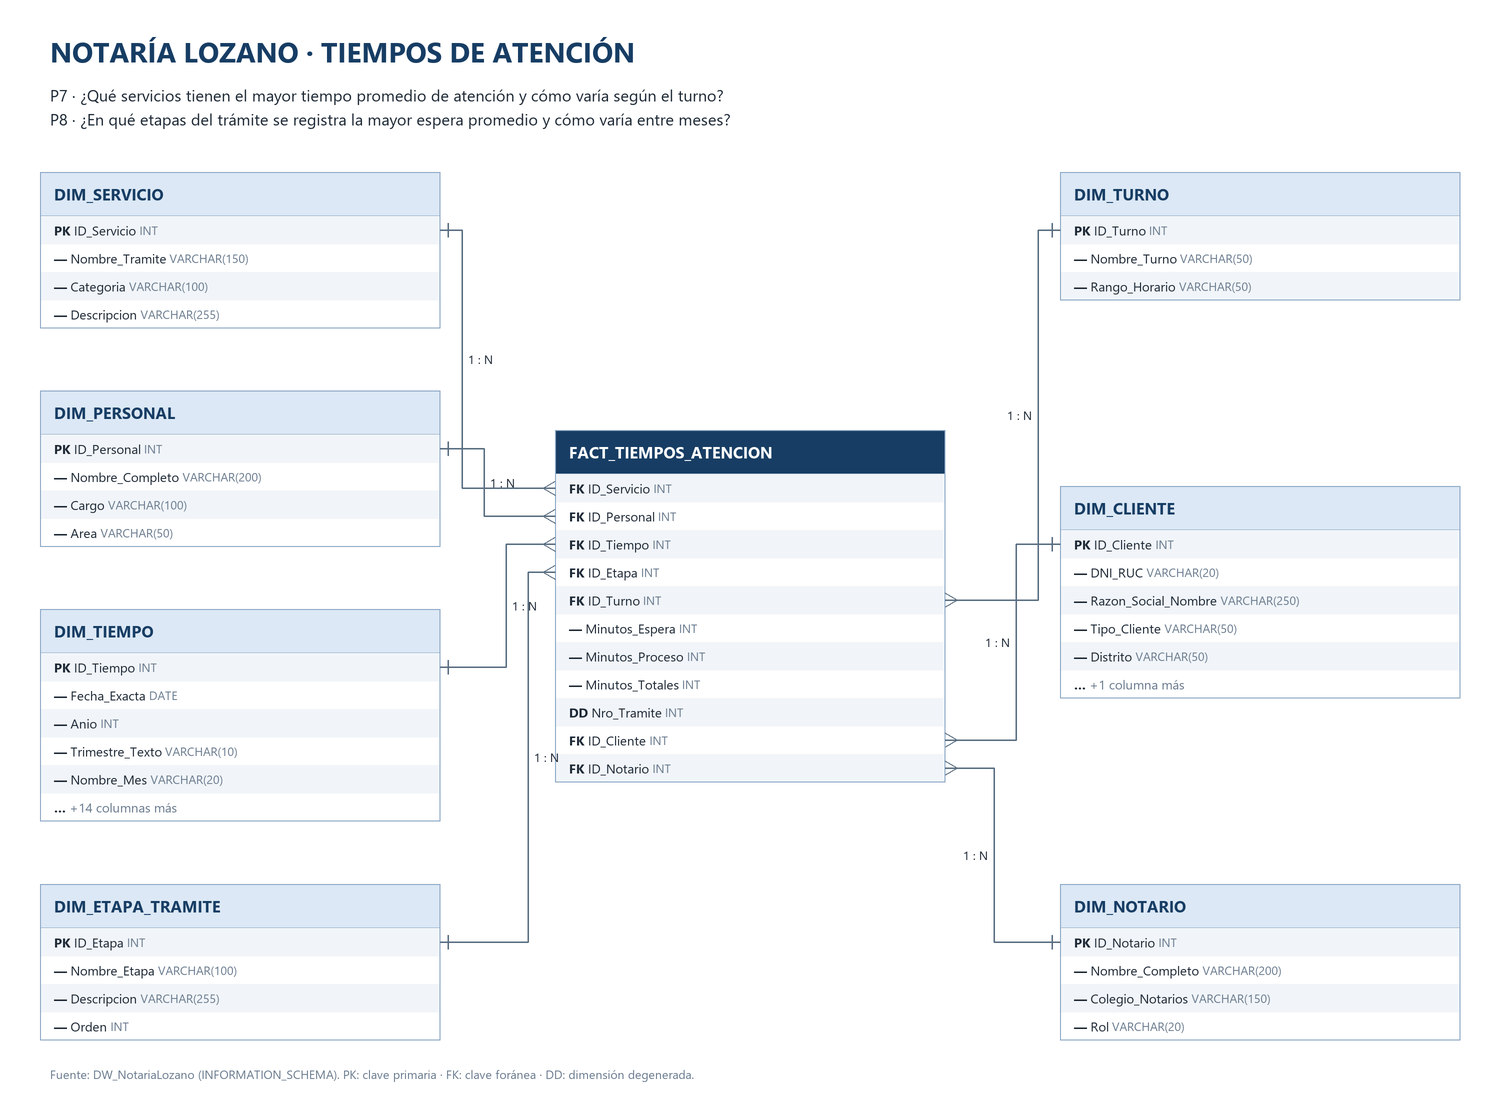 NOTARÍA LOZANO · TIEMPOS DE ATENCIÓN
P7 · ¿Qué servicios tienen el mayor tiempo promedio de atención y cómo varía según el turno?
P8 · ¿En qué etapas del trámite se registra la mayor espera promedio y cómo varía entre meses?
DIM_SERVICIO
PK ID_Servicio INT
— Nombre_Tramite VARCHAR(150)
— Categoria VARCHAR(100)
— Descripcion VARCHAR(255)
1 : N
DIM_PERSONAL
PK ID_Personal INT
— Nombre_Completo VARCHAR(200)
— Cargo VARCHAR(100)
— Area VARCHAR(50)
1 : N
DIM_TIEMPO
PK ID_Tiempo INT
— Fecha_Exacta DATE
— Anio INT
— Trimestre_Texto VARCHAR(10)
— Nombre_Mes VARCHAR(20)
... +14 columnas más
1 : N
DIM_ETAPA_TRAMITE
PK ID_Etapa INT
— Nombre_Etapa VARCHAR(100)
— Descripcion VARCHAR(255)
— Orden INT
1 : N
FACT_TIEMPOS_ATENCION
FK ID_Servicio INT
FK ID_Personal INT
FK ID_Tiempo INT
FK ID_Etapa INT
FK ID_Turno INT
— Minutos_Espera INT
— Minutos_Proceso INT
— Minutos_Totales INT
DD Nro_Tramite INT
FK ID_Cliente INT
FK ID_Notario INT
DIM_TURNO
PK ID_Turno INT
— Nombre_Turno VARCHAR(50)
— Rango_Horario VARCHAR(50)
1 : N
DIM_CLIENTE
PK ID_Cliente INT
— DNI_RUC VARCHAR(20)
— Razon_Social_Nombre VARCHAR(250)
— Tipo_Cliente VARCHAR(50)
— Distrito VARCHAR(50)
... +1 columna más
1 : N
DIM_NOTARIO
PK ID_Notario INT
— Nombre_Completo VARCHAR(200)
— Colegio_Notarios VARCHAR(150)
— Rol VARCHAR(20)
1 : N
Fuente: DW_NotariaLozano (INFORMATION_SCHEMA). PK: clave primaria · FK: clave foránea · DD: dimensión degenerada.